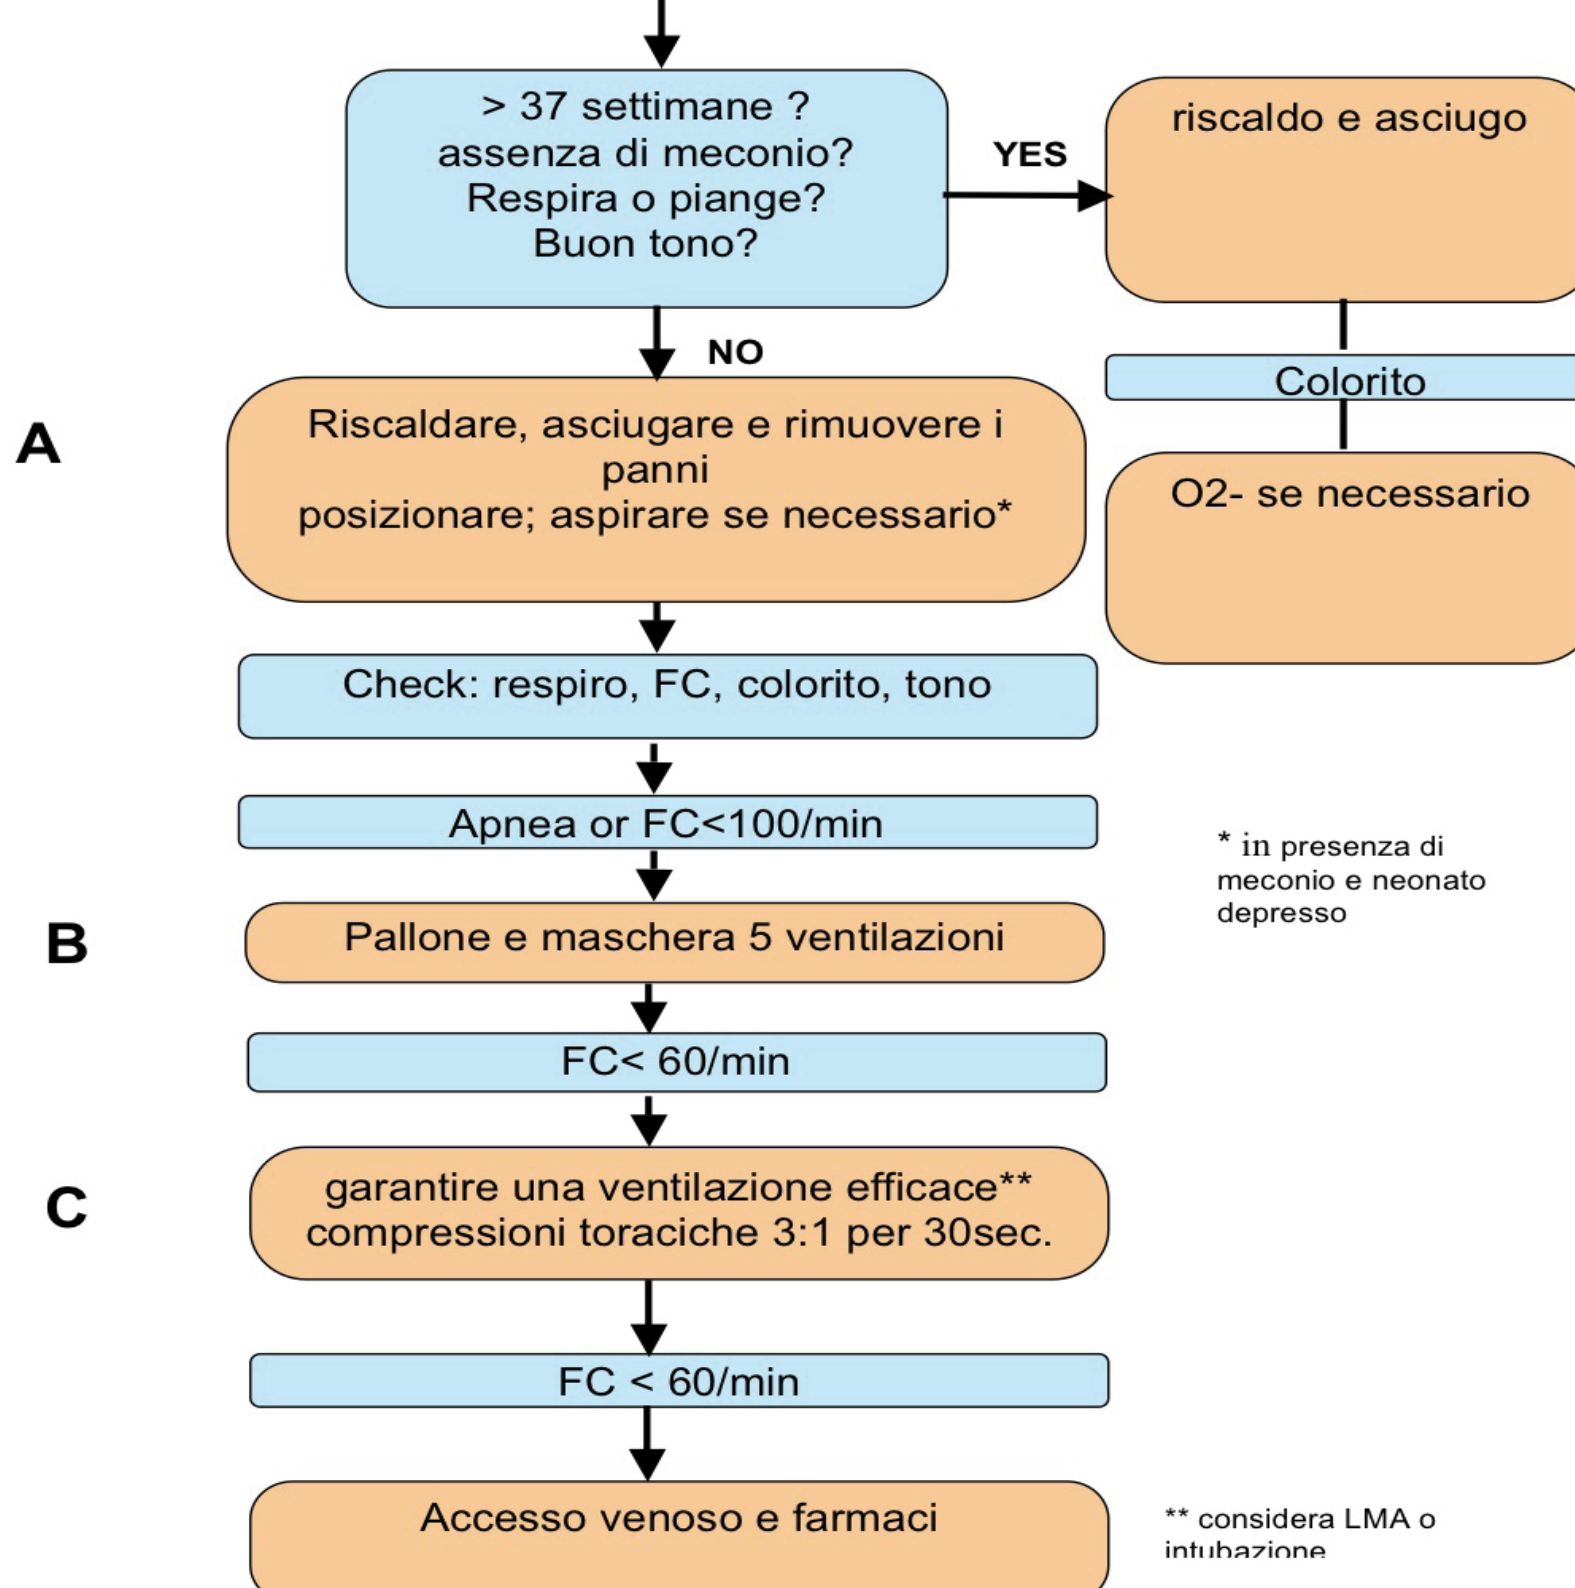 > 37 settimane ?
assenza di meconio?
Respira o piange?
Buon tono?
YES
riscaldo e asciugo
NO
Colorito
O2- se necessario
A
Riscaldare, asciugare e rimuovere i
panni
posizionare; aspirare se necessario*
Check: respiro, FC, colorito, tono
Apnea or FC<100/min
* in presenza di
meconio e neonato
depresso
B
Pallone e maschera 5 ventilazioni
FC< 60/min
C
garantire una ventilazione efficace**
compressioni toraciche 3:1 per 30sec.
FC < 60/min
Accesso venoso e farmaci
** considera LMA o
intubazione